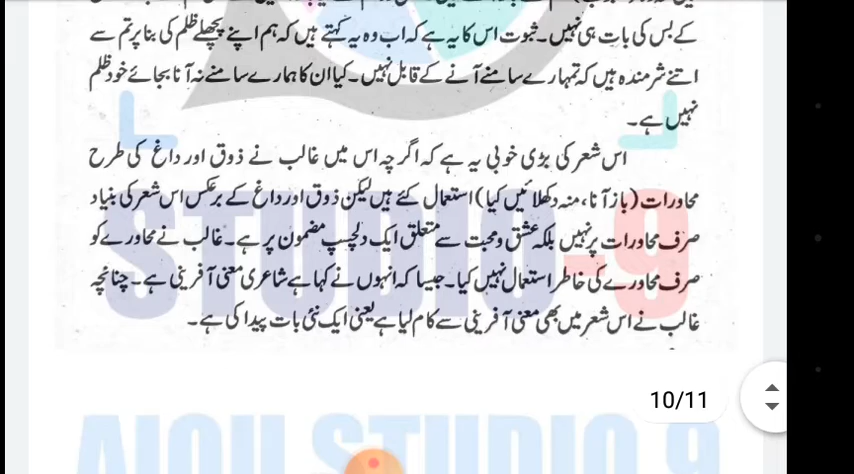 کے بس کی بات ہی نہیں۔ ثبوت اس کا یہ ہے کہ اب وہ یہ کہتے ہیں کہ ہم اپنے پچھلے ظلم کی بنا پر تم سے
اتنے شرمندہ ہیں کہ تمہارے سامنے آنے کے قابل نہیں۔ کیا ان کا ہمارے سامنے نہ آنا بجائے خود ظلم
نہیں ہے۔
اس شعر کی بڑی خوبی یہ ہے کہ اگرچہ اس میں غالب نے ذوق اور داغ کی طرح
محاورات (باز آنا، منہ دکھلائیں کیا) استعمال کئے ہیں لیکن ذوق اور داغ کے برعکس اس شعر کی بنیاد
صرف محاورات پر نہیں بلکہ عشق و محبت سے متعلق ایک دلچسپ مضمون پر ہے۔ غالب نے محاورے کو
صرف محاورے کی خاطر استعمال نہیں کیا۔ جیسا کہ انہوں نے کہا ہے شاعری معنی آفرینی ہے۔ چنانچہ
غالب نے اس شعر میں بھی معنی آفرینی سے کام لیا ہے یعنی ایک نئی بات پیدا کی ہے۔
STUDIO-9
10/11
AIOU STUDIO 9